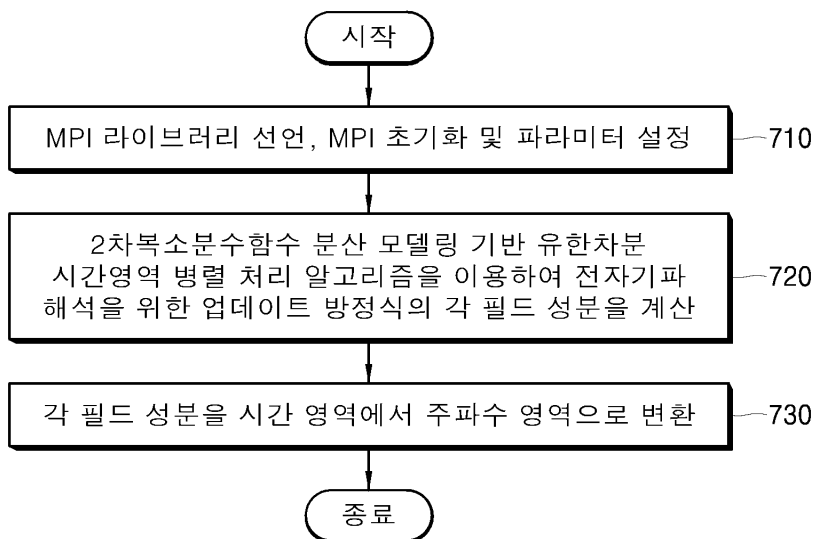 시작
MPI 라이브러리 선언, MPI 초기화 및 파라미터 설정
710
2차복소분수함수 분산 모델링 기반 유한차분
시간영역 병렬 처리 알고리즘을 이용하여 전자기파
해석을 위한 업데이트 방정식의 각 필드 성분을 계산
720
각 필드 성분을 시간 영역에서 주파수 영역으로 변환
730
종료